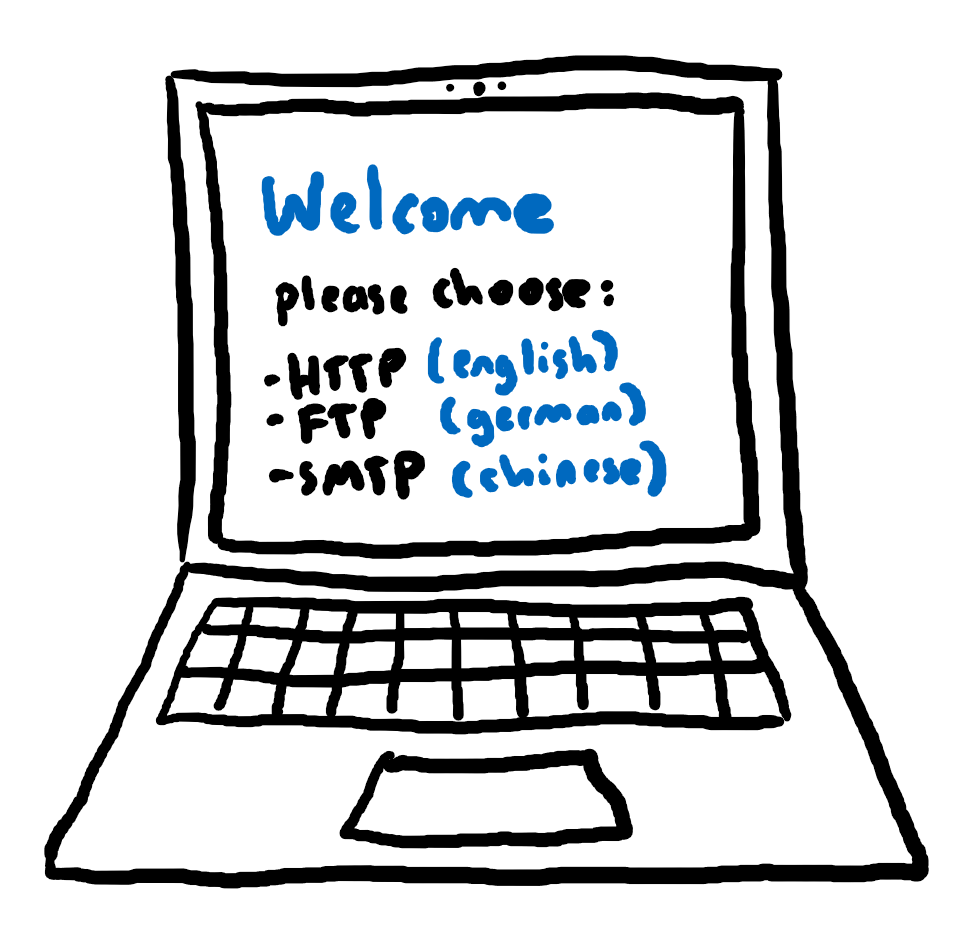 Welcome
please choose:
-HTTP (english)
-FTP (german)
-SMTP (chinese)